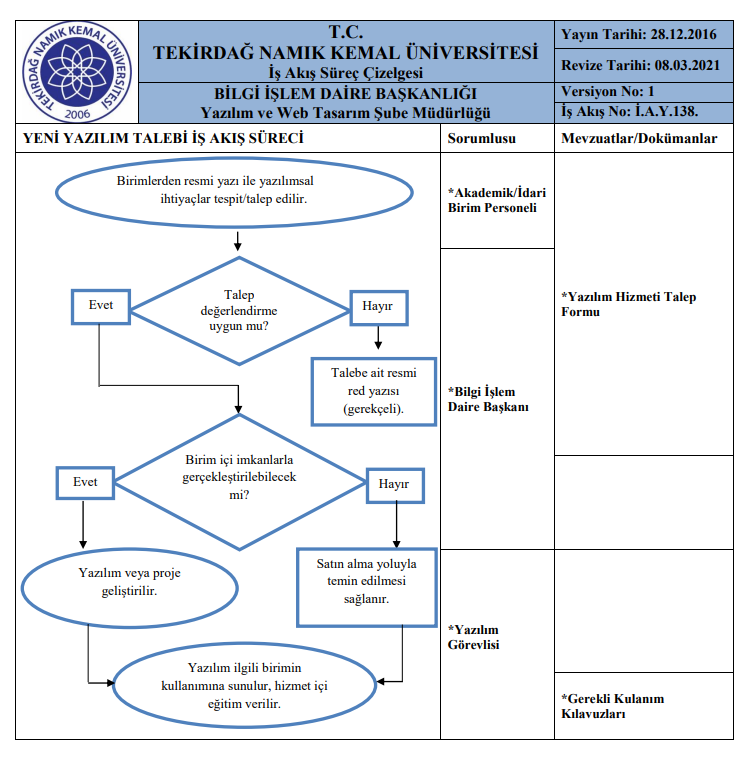 TEKİRDAĞ NAMIK KEMAL ÜNİVERSİTESİ
2006
T.C.
TEKİRDAĞ NAMIK KEMAL ÜNİVERSİTESİ
İş Akış Süreç Çizelgesi
BİLGİ İŞLEM DAİRE BAŞKANLIĞI
Yazılım ve Web Tasarım Şube Müdürlüğü
Yayın Tarihi: 28.12.2016
Revize Tarihi: 08.03.2021
Versiyon No: 1
İş Akış No: İ.A.Y.138.
YENİ YAZILIM TALEBİ İŞ AKIŞ SÜRECİ
Sorumlusu
Mevzuatlar/Dokümanlar
Birimlerden resmi yazı ile yazılımsal
ihtiyaçlar tespit/talep edilir.
*Akademik/İdari
Birim Personeli
Evet
Talep
değerlendirme
uygun mu?
Hayır
*Yazılım Hizmeti Talep
Formu
Talebe ait resmi
red yazısı
(gerekçeli).
*Bilgi İşlem
Daire Başkanı
Birim içi imkanlarla
gerçekleştirilebilecek
mi?
Evet
Hayır
Yazılım veya proje
geliştirilir.
Satın alma yoluyla
temin edilmesi
sağlanır.
*Yazılım
Görevlisi
Yazılım ilgili birimin
kullanımına sunulur, hizmet içi
eğitim verilir.
*Gerekli Kulanım
Kılavuzları